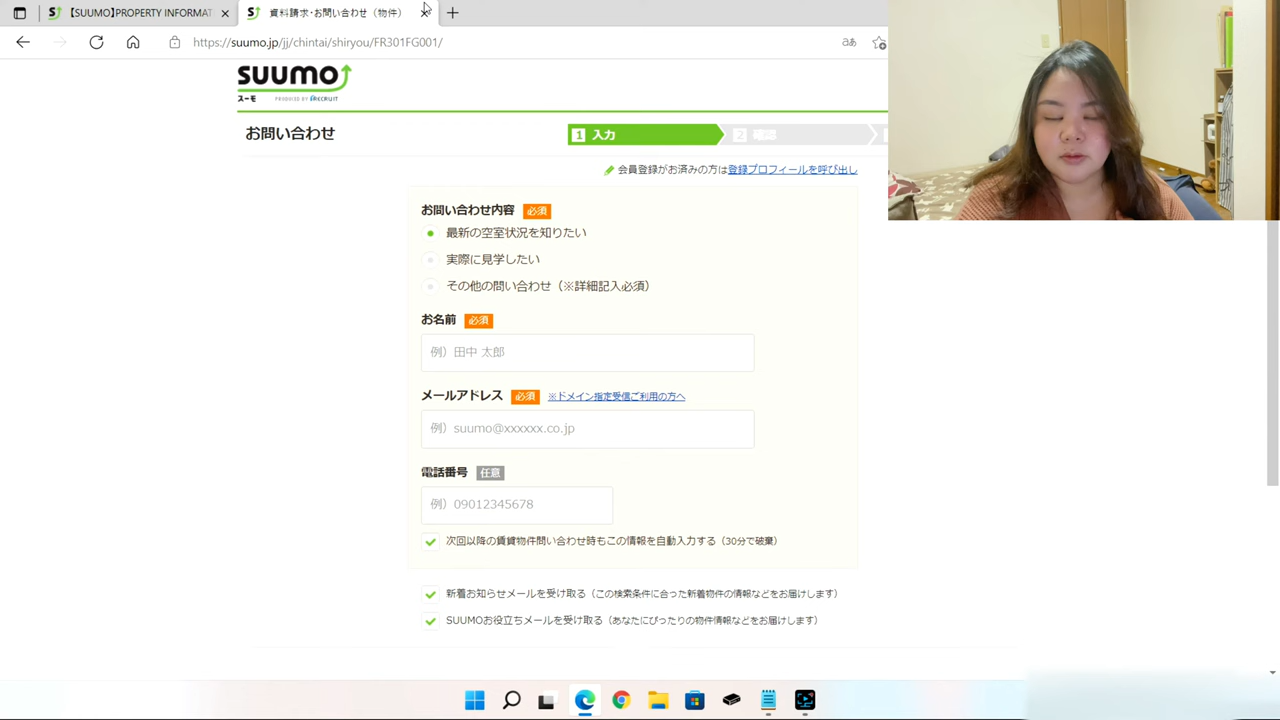 【SUUMO】PROPERTY INFORMAT
資料請求・お問い合わせ（物件）
https://suumo.jp/jj/chintai/shiryou/FR301FG001/
SUUMO
スーモ PRODUCED BY RECRUIT
お問い合わせ
1 入力
2 確認
会員登録がお済みの方は登録プロフィールを呼び出し
お問い合わせ内容 必須
最新の空室状況を知りたい
実際に見学したい
その他の問い合わせ（※詳細記入必須）
お名前 必須
例）田中 太郎
メールアドレス 必須 ※ドメイン指定受信ご利用の方へ
例）suumo@xxxxxx.co.jp
電話番号 任意
例）09012345678
次回以降の賃貸物件問い合わせ時もこの情報を自動入力する（30分で破棄）
新着お知らせメールを受け取る（この検索条件に合った新着物件の情報などをお届けします）
SUUMOお役立ちメールを受け取る（あなたにぴったりの物件情報などをお届けします）